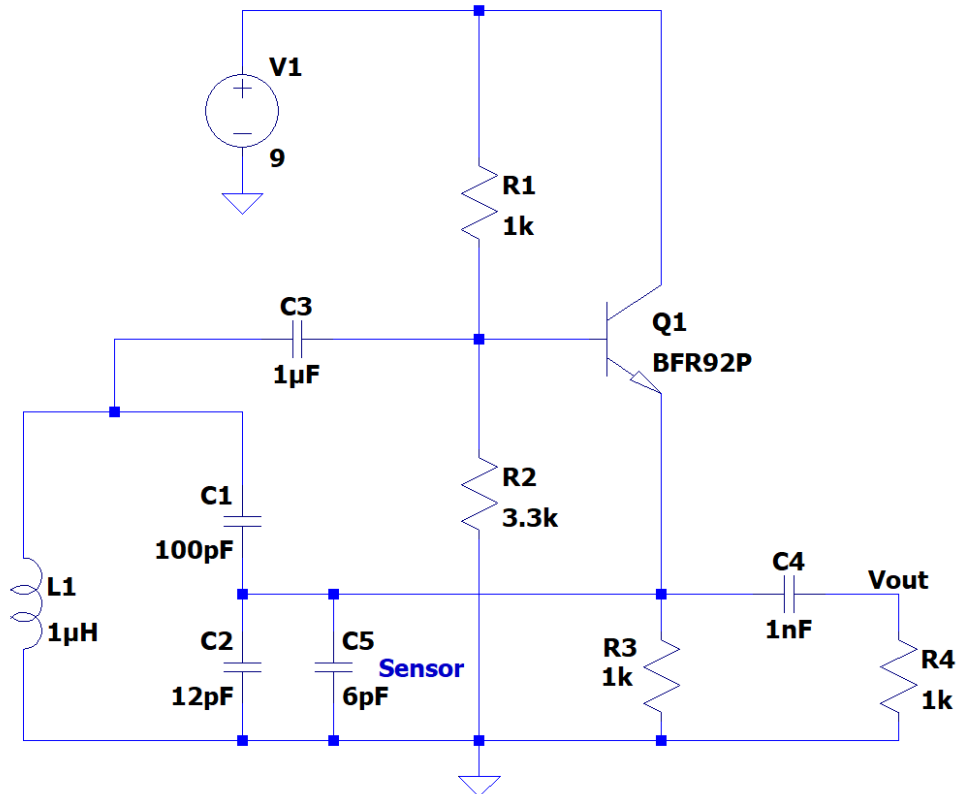 V1
+
−
9
R1
1k
C3
1µF
Q1
BFR92P
R2
3.3k
C1
100pF
L1
1µH
C4
1nF
Vout
C2
12pF
C5
6pF
Sensor
R3
1k
R4
1k